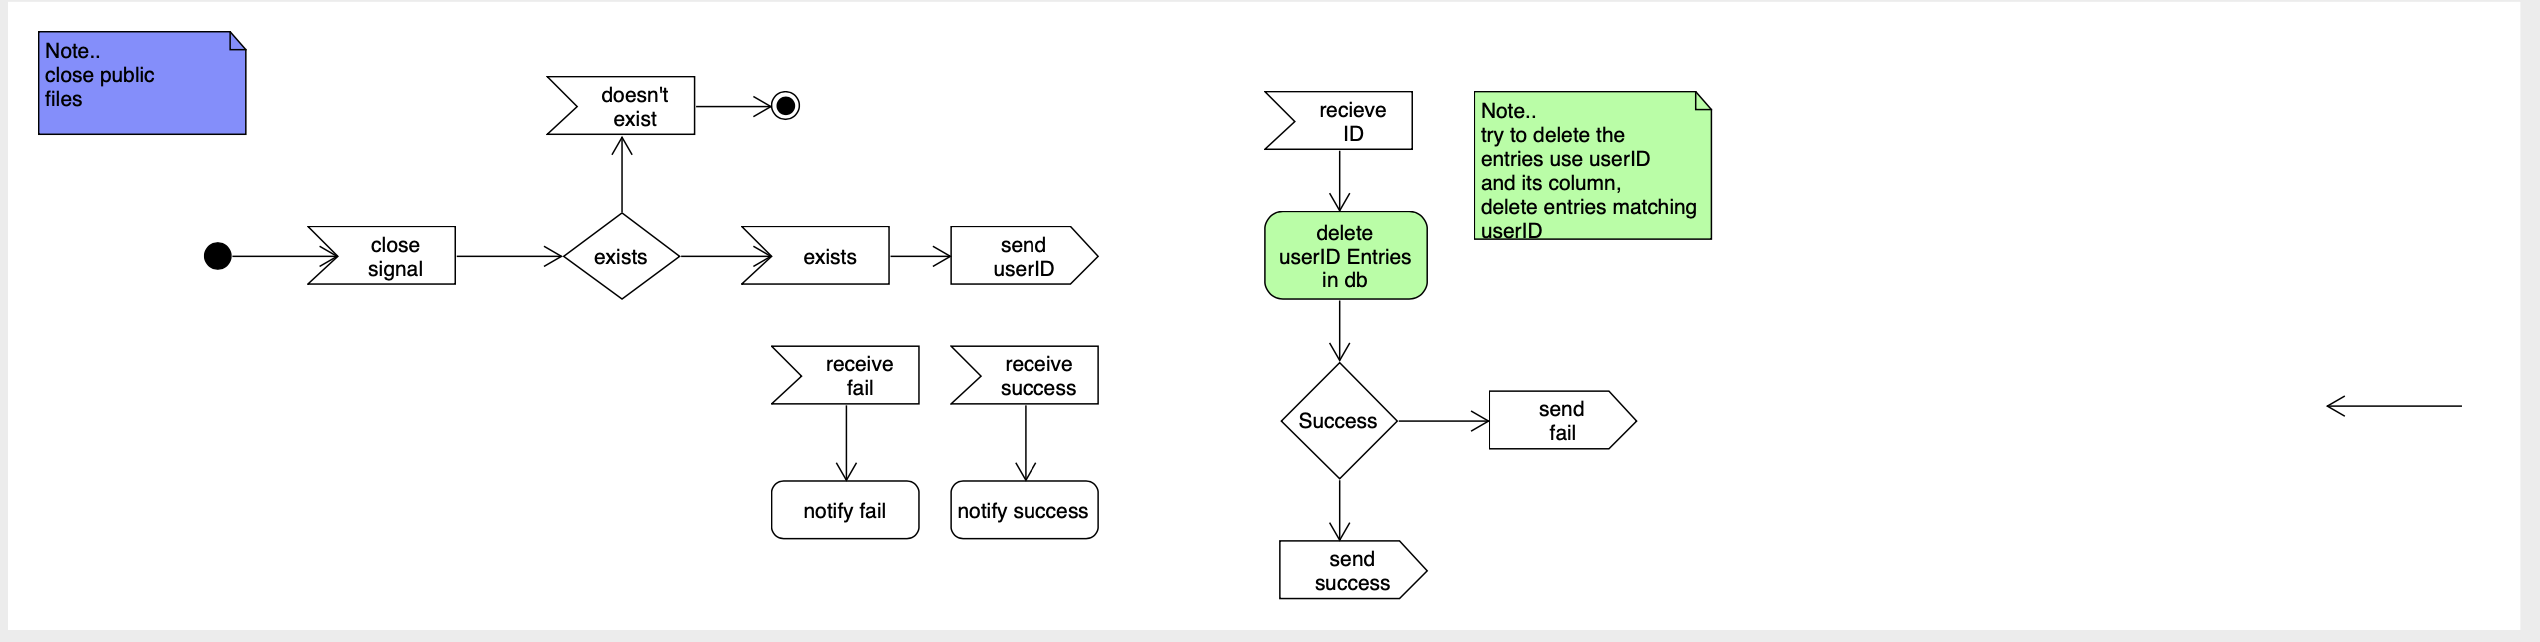 Note..
close public
files
doesn't
exist
close
signal
exists
exists
send
userID
receive
fail
receive
success
notify fail
notify success
recieve
ID
delete
userID Entries
in db
Success
send
fail
send
success
Note..
try to delete the
entries use userID
and its column,
delete entries matching
userID